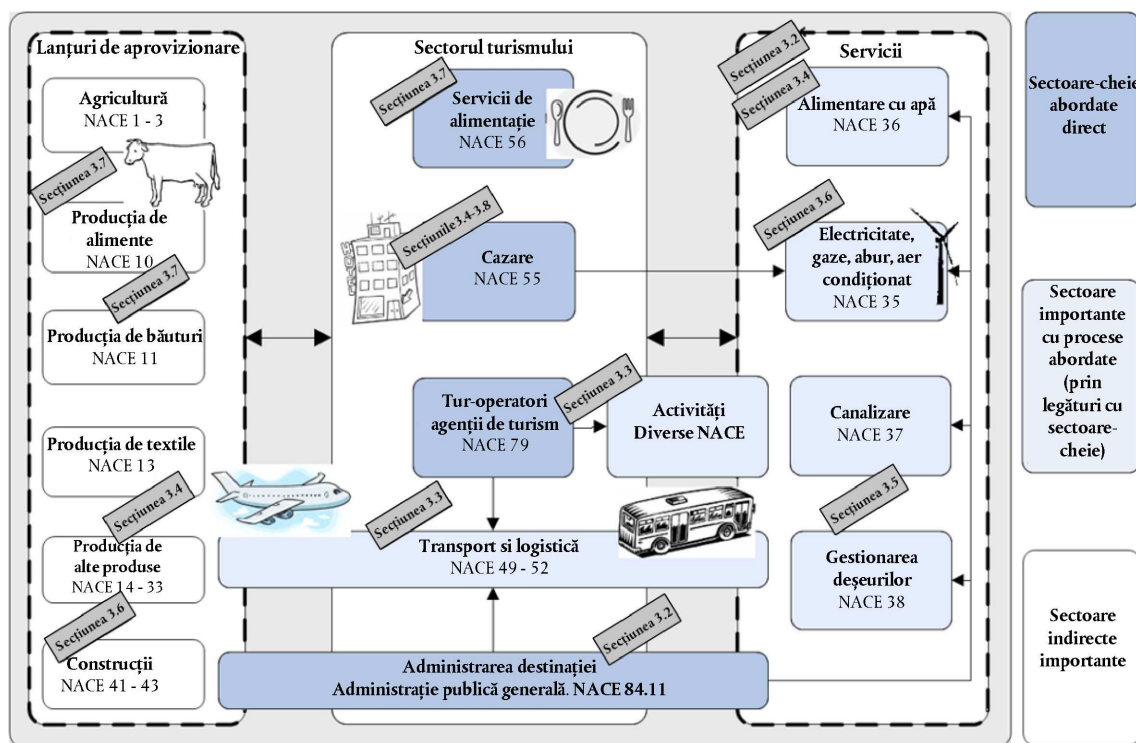 Lanțuri de aprovizionare
Agricultură
NACE 1 - 3
Secțiunea 3.7
Producția de
alimente
NACE 10
Secțiunea 3.7
Producția de băuturi
NACE 11
Producția de textile
NACE 13
Secțiunea 3.4
Producția de
alte produse
NACE 14 - 33
Secțiunea 3.6
Construcții
NACE 41 - 43
Sectorul turismului
Secțiunea 3.7
Servicii de
alimentație
NACE 56
Secțiunile 3.4-3.8
Cazare
NACE 55
Tur-operatori
agenții de turism
NACE 79
Secțiunea 3.3
Activități
Diverse NACE
Secțiunea 3.3
Transport si logistică
NACE 49 - 52
Secțiunea 3.2
Administrarea destinației
Administrație publică generală. NACE 84.11
Servicii
Secțiunea 3.2
Secțiunea 3.4
Alimentare cu apă
NACE 36
Secțiunea 3.6
Electricitate,
gaze, abur, aer
condiționat
NACE 35
Canalizare
NACE 37
Secțiunea 3.5
Gestionarea
deșeurilor
NACE 38
Sectoare-cheie
abordate
direct
Sectoare
importante
cu procese
abordate
(prin
legături cu
sectoare-
cheie)
Sectoare
indirecte
importante